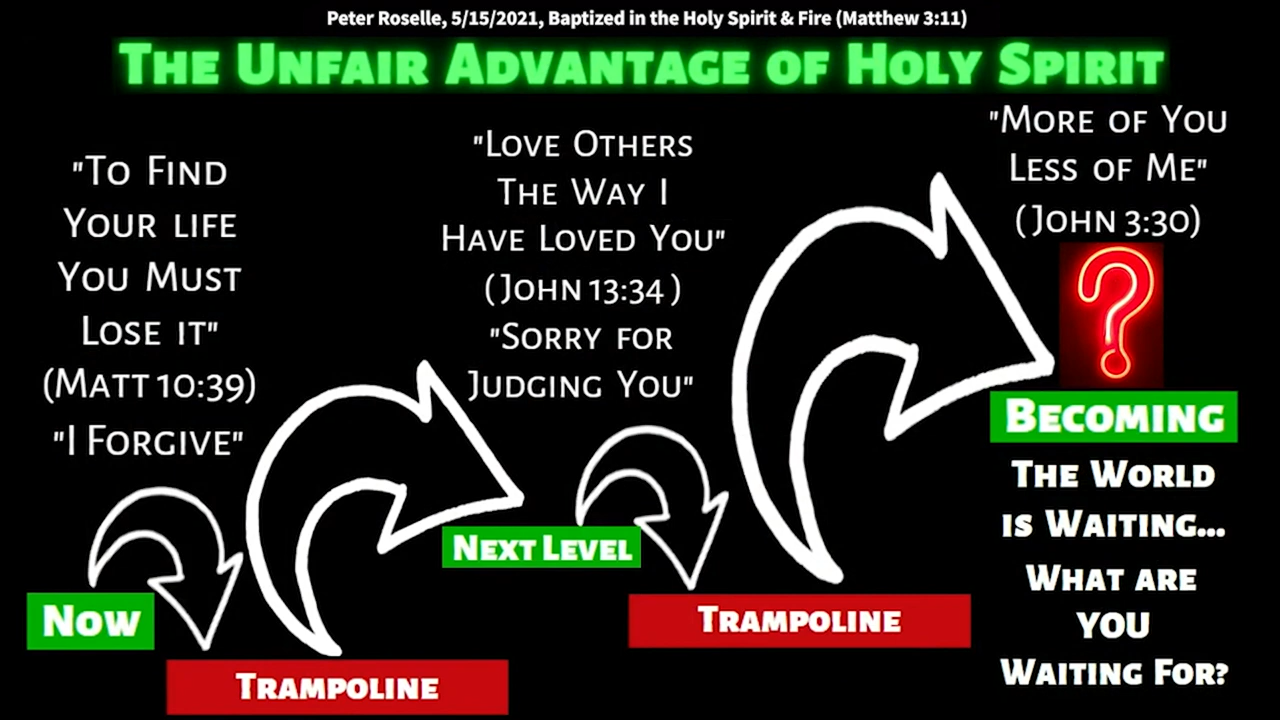 Peter Roselle, 5/15/2021, Baptized in the Holy Spirit & Fire (Matthew 3:11)
The Unfair Advantage of Holy Spirit
"To Find
Your life
You Must
Lose it"
(Matt 10:39)
"I Forgive"
Now
Trampoline
"Love Others
The Way I
Have Loved You"
(John 13:34)
"Sorry for
Judging You"
Next Level
Trampoline
"More of You
Less of Me"
(John 3:30)
?
Becoming
The World
is Waiting...
What are
YOU
Waiting For?